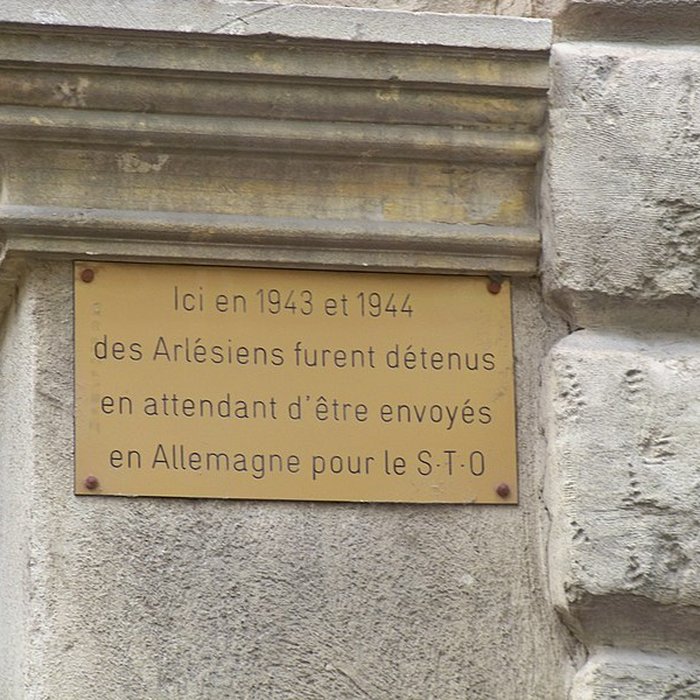 Ici en 1943 et 1944
des Arlésiens furent détenus
en attendant d'être envoyés
en Allemagne pour le S·T·O